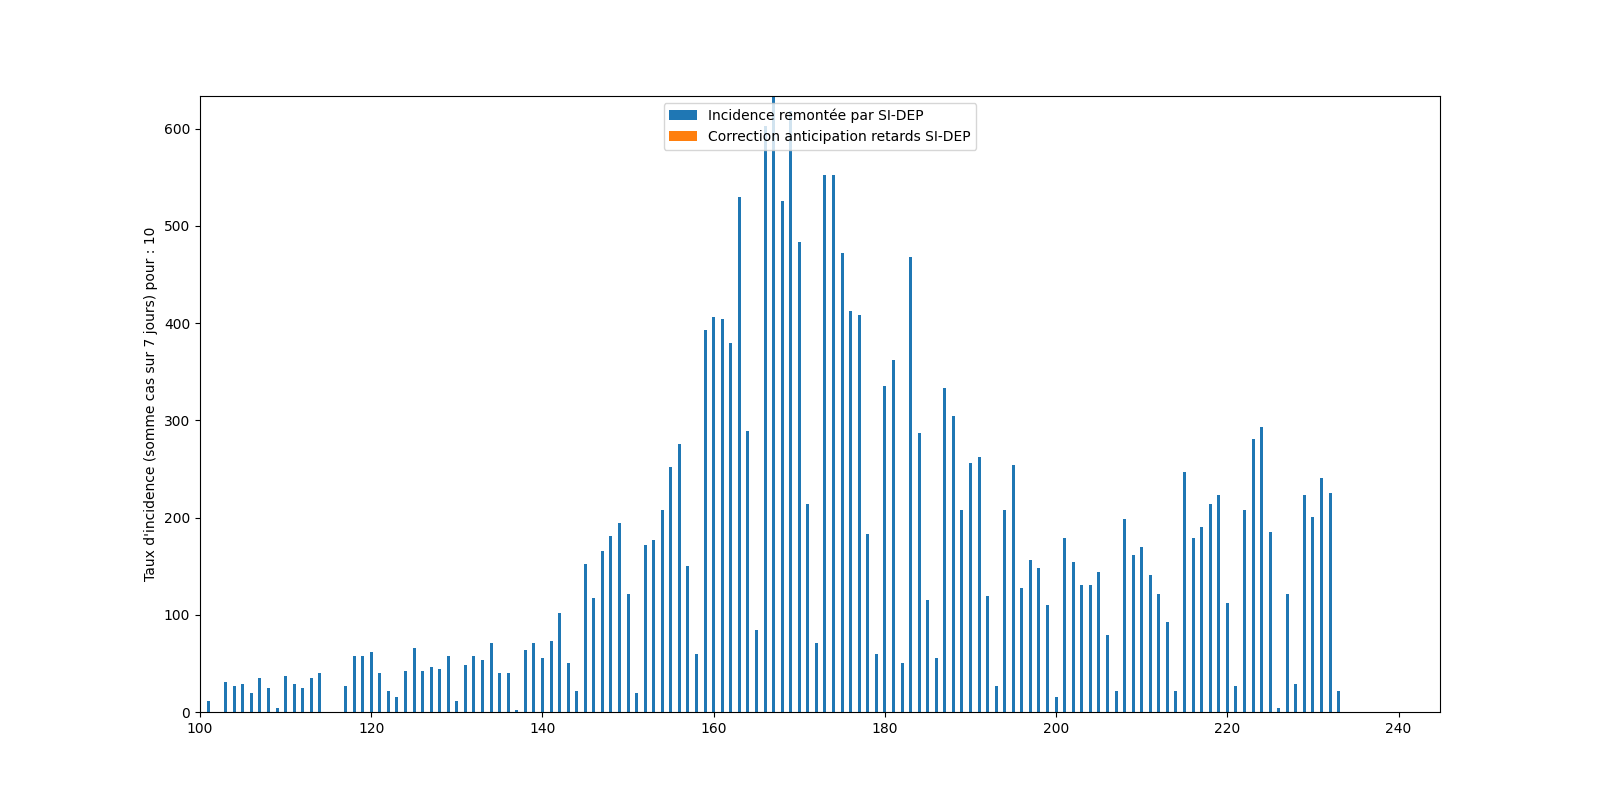 Incidence remontée par SI-DEP
Correction anticipation retards SI-DEP
Taux d'incidence (somme cas sur 7 jours) pour : 10
600
500
400
300
200
100
0
100 120 140 160 180 200 220 240